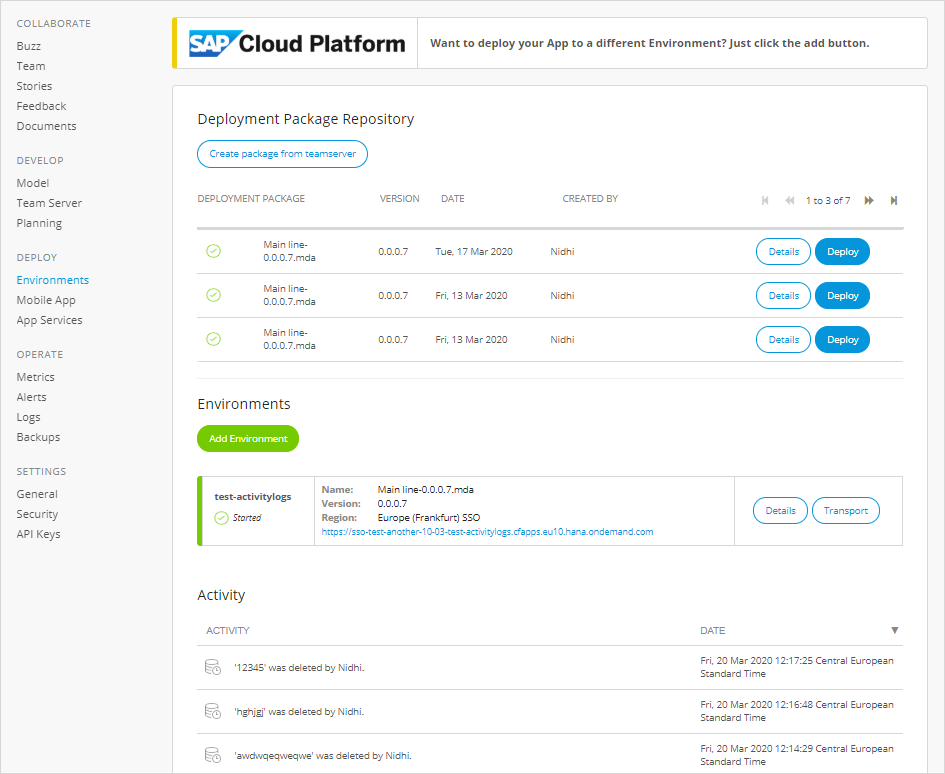 COLLABORATE
Buzz
Team
Stories
Feedback
Documents
DEVELOP
Model
Team Server
Planning
DEPLOY
Environments
Mobile App
App Services
OPERATE
Metrics
Alerts
Logs
Backups
SETTINGS
General
Security
API Keys
SAP Cloud Platform
Want to deploy your App to a different Environment? Just click the add button.
Deployment Package Repository
Create package from teamserver
DEPLOYMENT PACKAGE VERSION DATE CREATED BY 1 to 3 of 7
Main line-
0.0.0.7.mda 0.0.0.7 Tue, 17 Mar 2020 Nidhi Details Deploy
Main line-
0.0.0.7.mda 0.0.0.7 Fri, 13 Mar 2020 Nidhi Details Deploy
Main line-
0.0.0.7.mda 0.0.0.7 Fri, 13 Mar 2020 Nidhi Details Deploy
Environments
Add Environment
test-activitylogs
Started
Name: Main line-0.0.0.7.mda
Version: 0.0.0.7
Region: Europe (Frankfurt) SSO
https://sso-test-another-10-03-test-activitylogs.cfapps.eu10.hana.ondemand.com
Details Transport
Activity
ACTIVITY DATE ▼
'12345' was deleted by Nidhi. Fri, 20 Mar 2020 12:17:25 Central European
Standard Time
'hghjgj' was deleted by Nidhi. Fri, 20 Mar 2020 12:16:48 Central European
Standard Time
'awdwqeqweqwe' was deleted by Nidhi. Fri, 20 Mar 2020 12:14:29 Central European
Standard Time